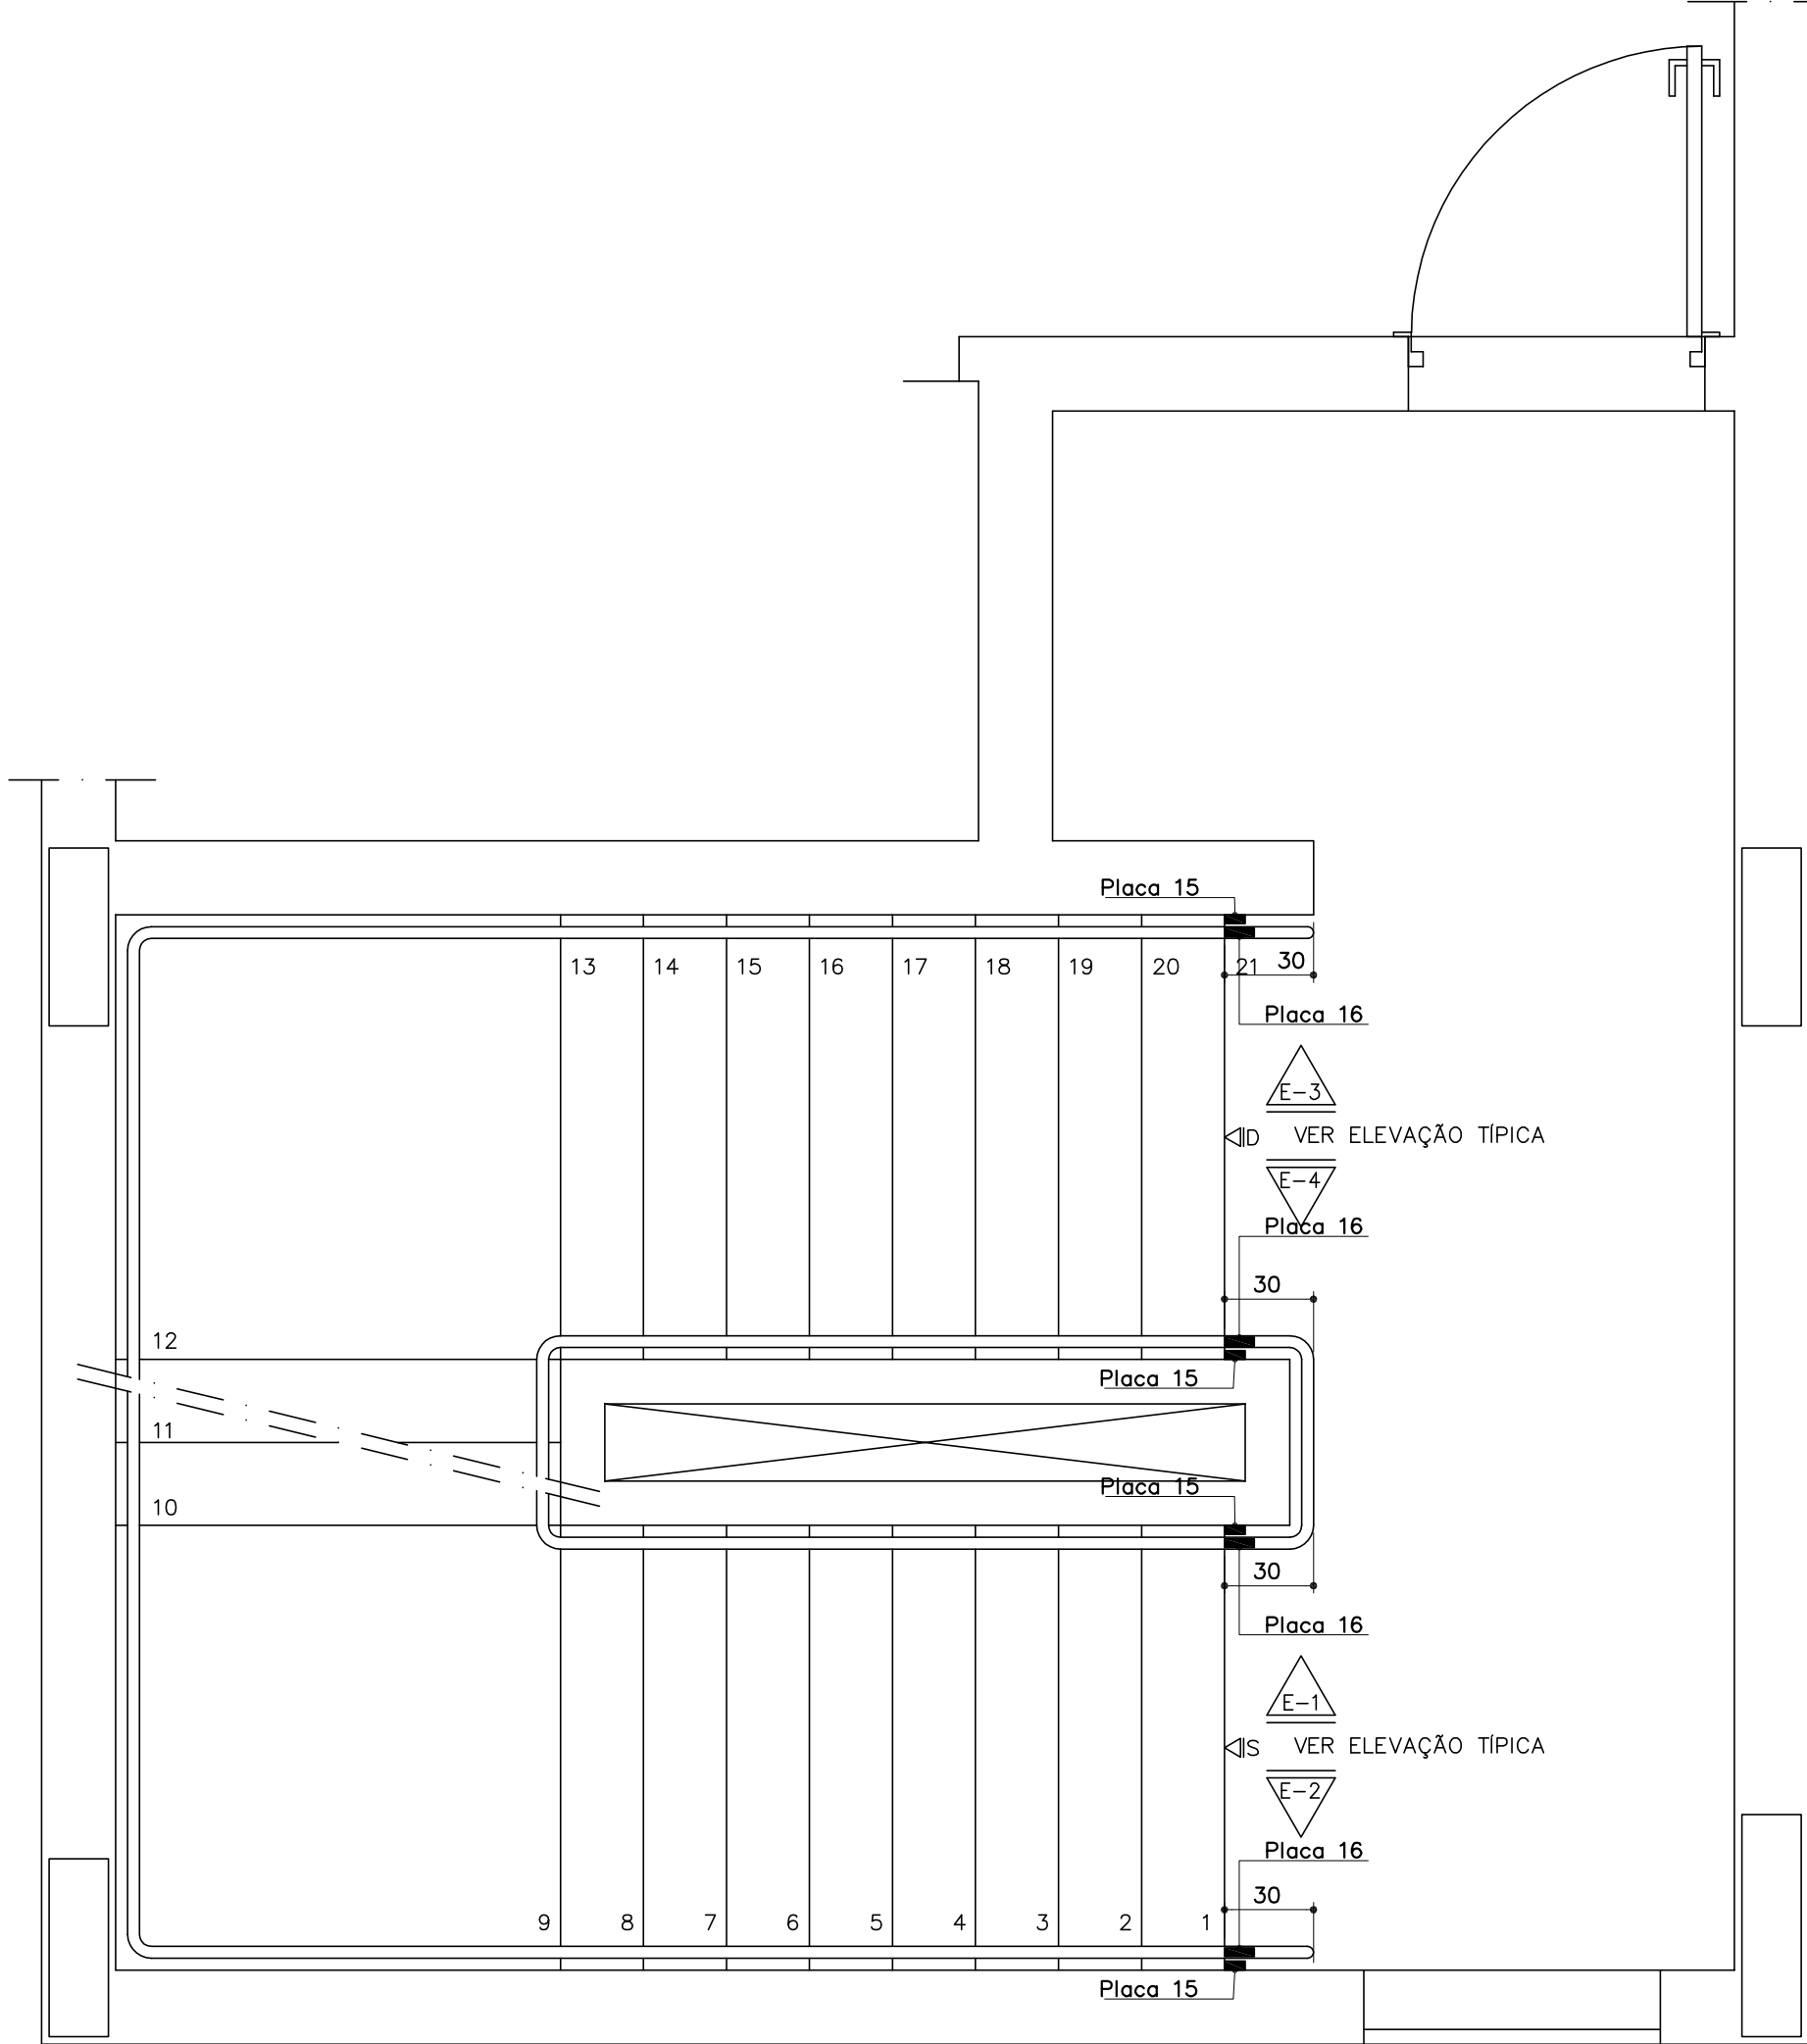 Placa 15
13 14 15 16 17 18 19 20 21 30
Placa 16
E-3
D VER ELEVAÇÃO TÍPICA
E-4
Placa 16
30
12
Placa 15
11
Placa 15
10
30
Placa 16
E-1
S VER ELEVAÇÃO TÍPICA
E-2
Placa 16
30
9 8 7 6 5 4 3 2 1
Placa 15